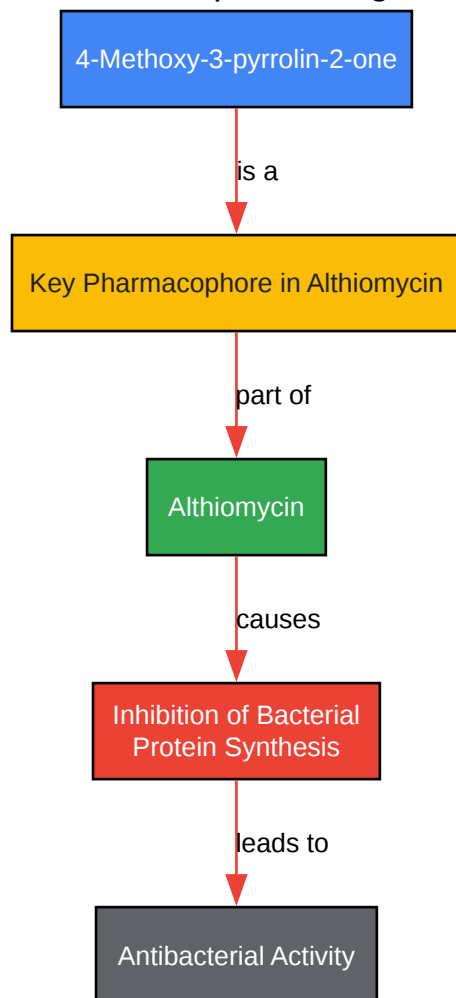 4-Methoxy-3-pyrrolin-2-one
is a
Key Pharmacophore in Althiomycin
part of
Althiomycin
causes
Inhibition of Bacterial
Protein Synthesis
leads to
Antibacterial Activity